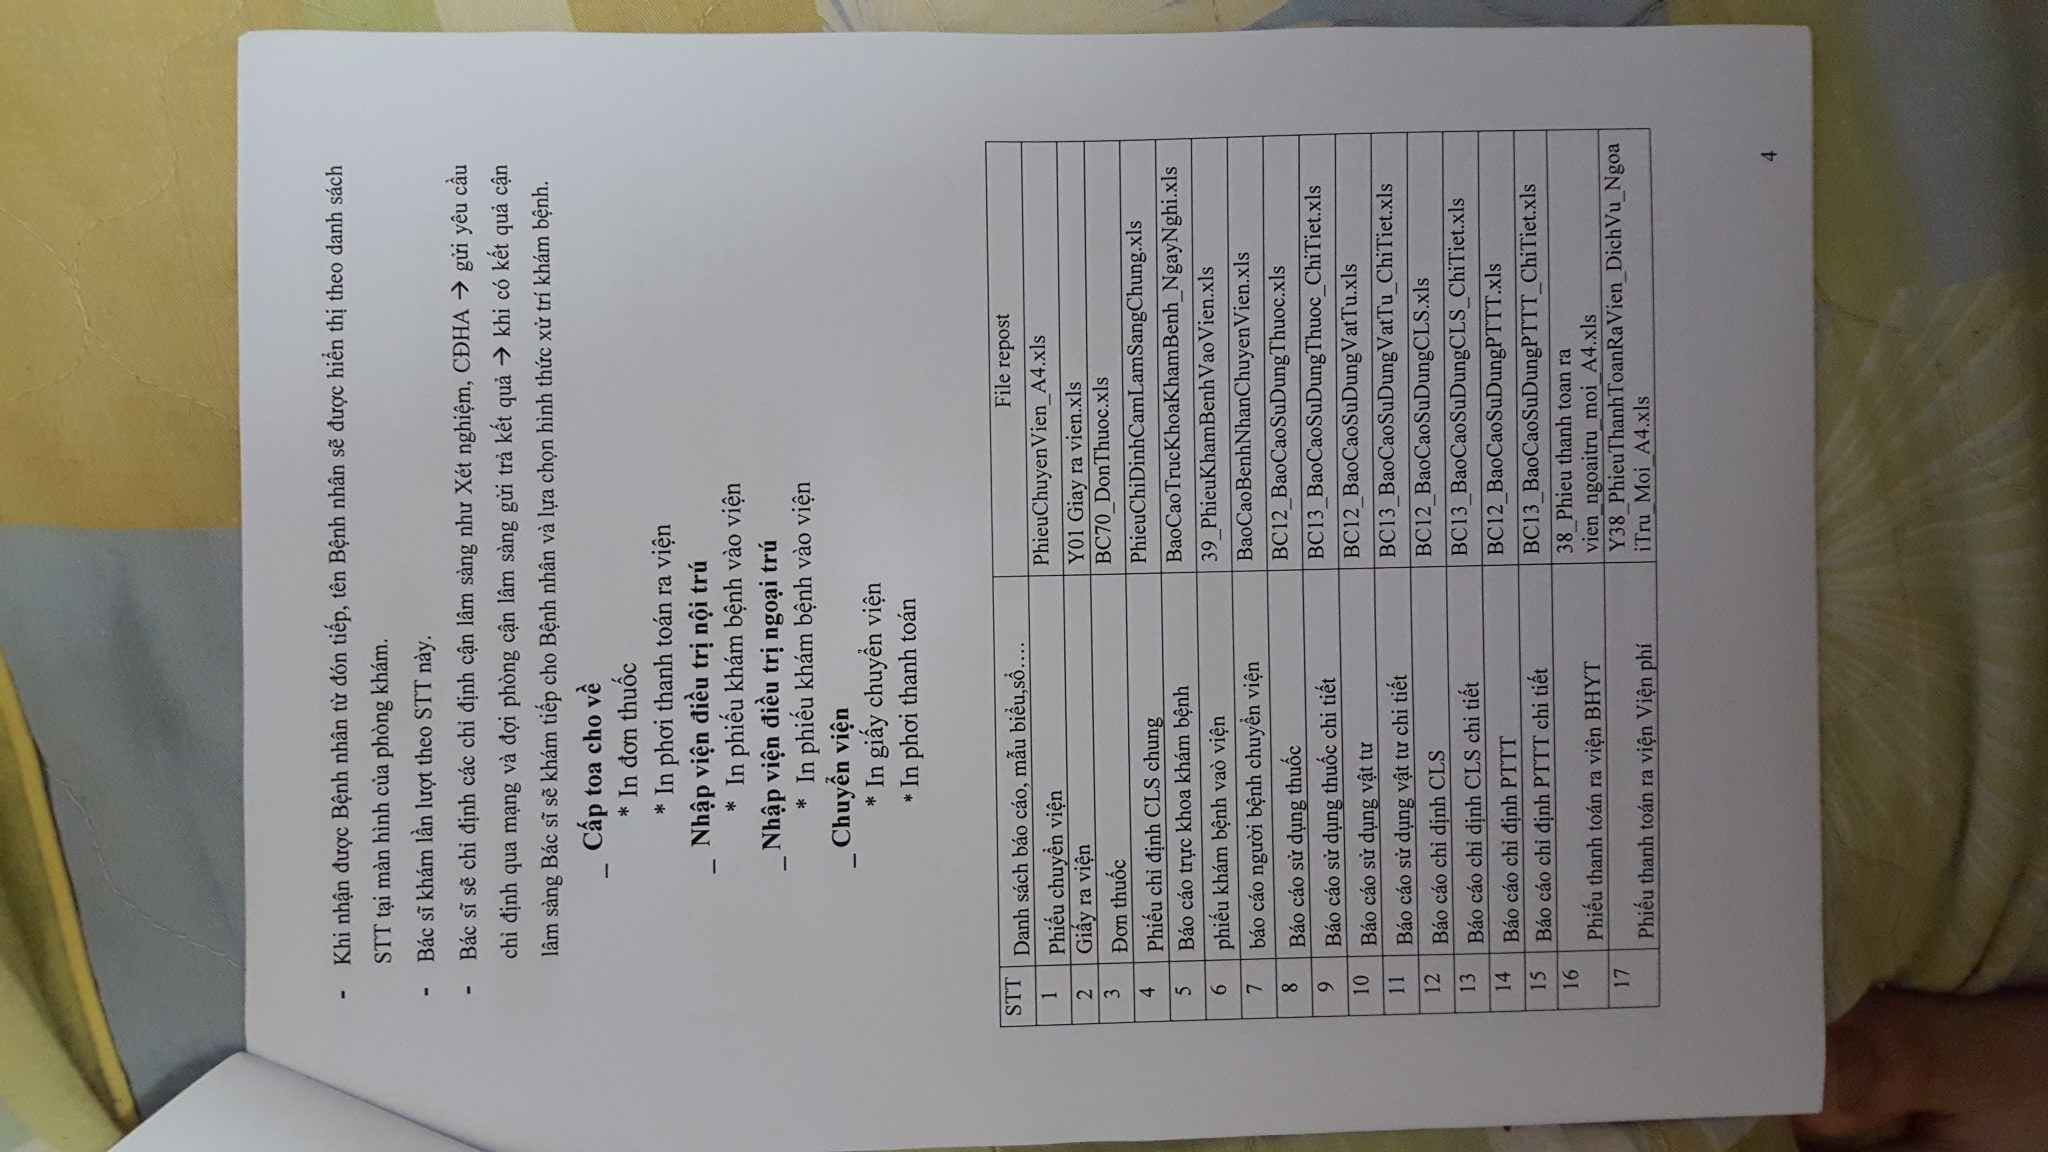 - Khi nhận được Bệnh nhân từ đón tiếp, tên Bệnh nhân sẽ được hiển thị theo danh sách
STT tại màn hình của phòng khám.
- Bác sĩ khám lần lượt theo STT này.
- Bác sĩ sẽ chỉ định các chỉ định cận lâm sàng như Xét nghiệm, CĐHA → gửi yêu cầu
chỉ định qua mạng và đợi phòng cận lâm sàng gửi trả kết quả → khi có kết quả cận
lâm sàng Bác sĩ sẽ khám tiếp cho Bệnh nhân và lựa chọn hình thức xử trí khám bệnh.
_ Cấp toa cho về
* In đơn thuốc
* In phơi thanh toán ra viện
_ Nhập viện điều trị nội trú
* In phiếu khám bệnh vào viện
_ Nhập viện điều trị ngoại trú
* In phiếu khám bệnh vào viện
_ Chuyển viện
* In giấy chuyển viện
* In phơi thanh toán
STT Danh sách báo cáo, mẫu biểu,sổ…. File repost
1 Phiếu chuyển viện PhieuChuyenVien_A4.xls
2 Giấy ra viện Y01 Giay ra vien.xls
3 Đơn thuốc BC70_DonThuoc.xls
4 Phiếu chỉ định CLS chung PhieuChiDinhCamLamSangChung.xls
5 Báo cáo trực khoa khám bệnh BaoCaoTrucKhoaKhamBenh_NgayNghi.xls
6 phiếu khám bệnh vaò viện 39_PhieuKhamBenhVaoVien.xls
7 báo cáo người bệnh chuyển viện BaoCaoBenhNhanChuyenVien.xls
8 Báo cáo sử dụng thuốc BC12_BaoCaoSuDungThuoc.xls
9 Báo cáo sử dụng thuốc chi tiết BC13_BaoCaoSuDungThuoc_ChiTiet.xls
10 Báo cáo sử dụng vật tư BC12_BaoCaoSuDungVatTu.xls
11 Báo cáo sử dụng vật tư chi tiết BC13_BaoCaoSuDungVatTu_ChiTiet.xls
12 Báo cáo chỉ dịnh CLS BC12_BaoCaoSuDungCLS.xls
13 Báo cáo chỉ dịnh CLS chi tiết BC13_BaoCaoSuDungCLS_ChiTiet.xls
14 Báo cáo chỉ định PTTT BC12_BaoCaoSuDungPTTT.xls
15 Báo cáo chỉ định PTTT chi tiết BC13_BaoCaoSuDungPTTT_ChiTiet.xls
16 38_Phieu thanh toan ra
Phiếu thanh toán ra viện BHYT vien_ngoaitru_moi_A4.xls
17 Y38_PhieuThanhToanRaVien_DichVu_Ngoa
Phiếu thanh toán ra viện Viện phí iTru_Moi_A4.xls
4